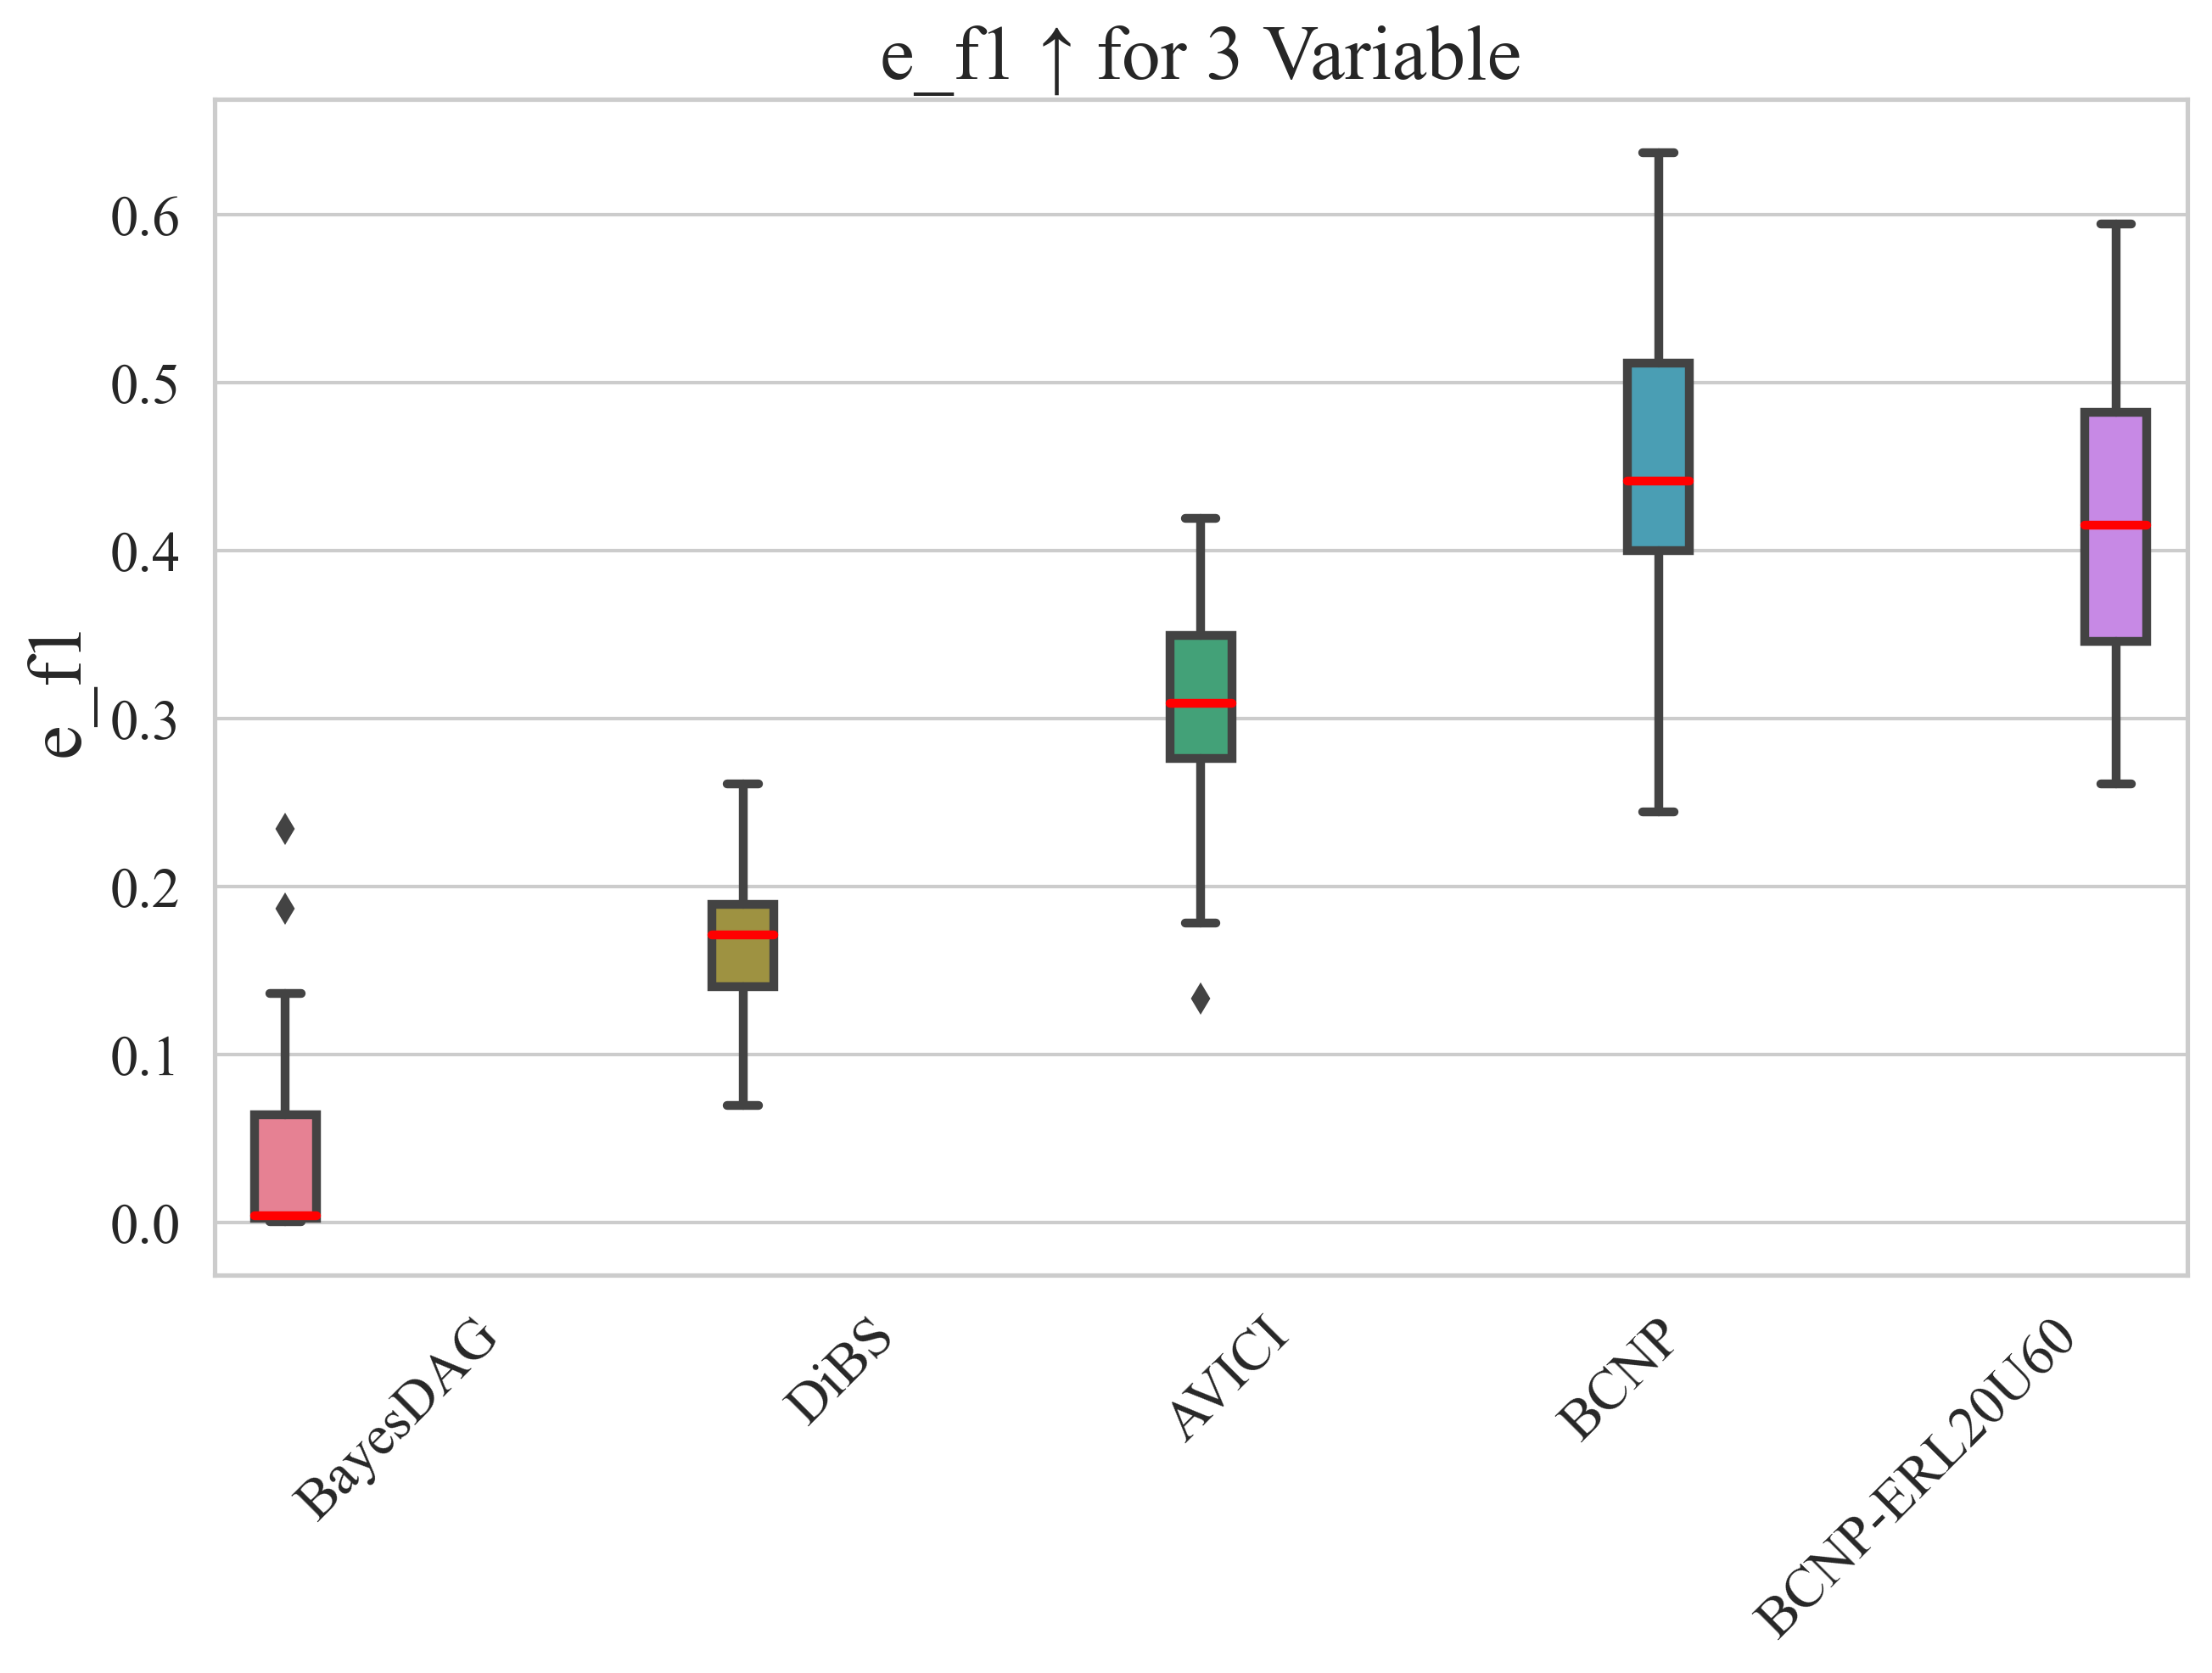 e_f1 ↑ for 3 Variable
e_f1
0.6
0.5
0.4
0.3
0.2
0.1
0.0
BayesDAG
DiBS
AVICI
BCNP
BCNP-ERL20U60